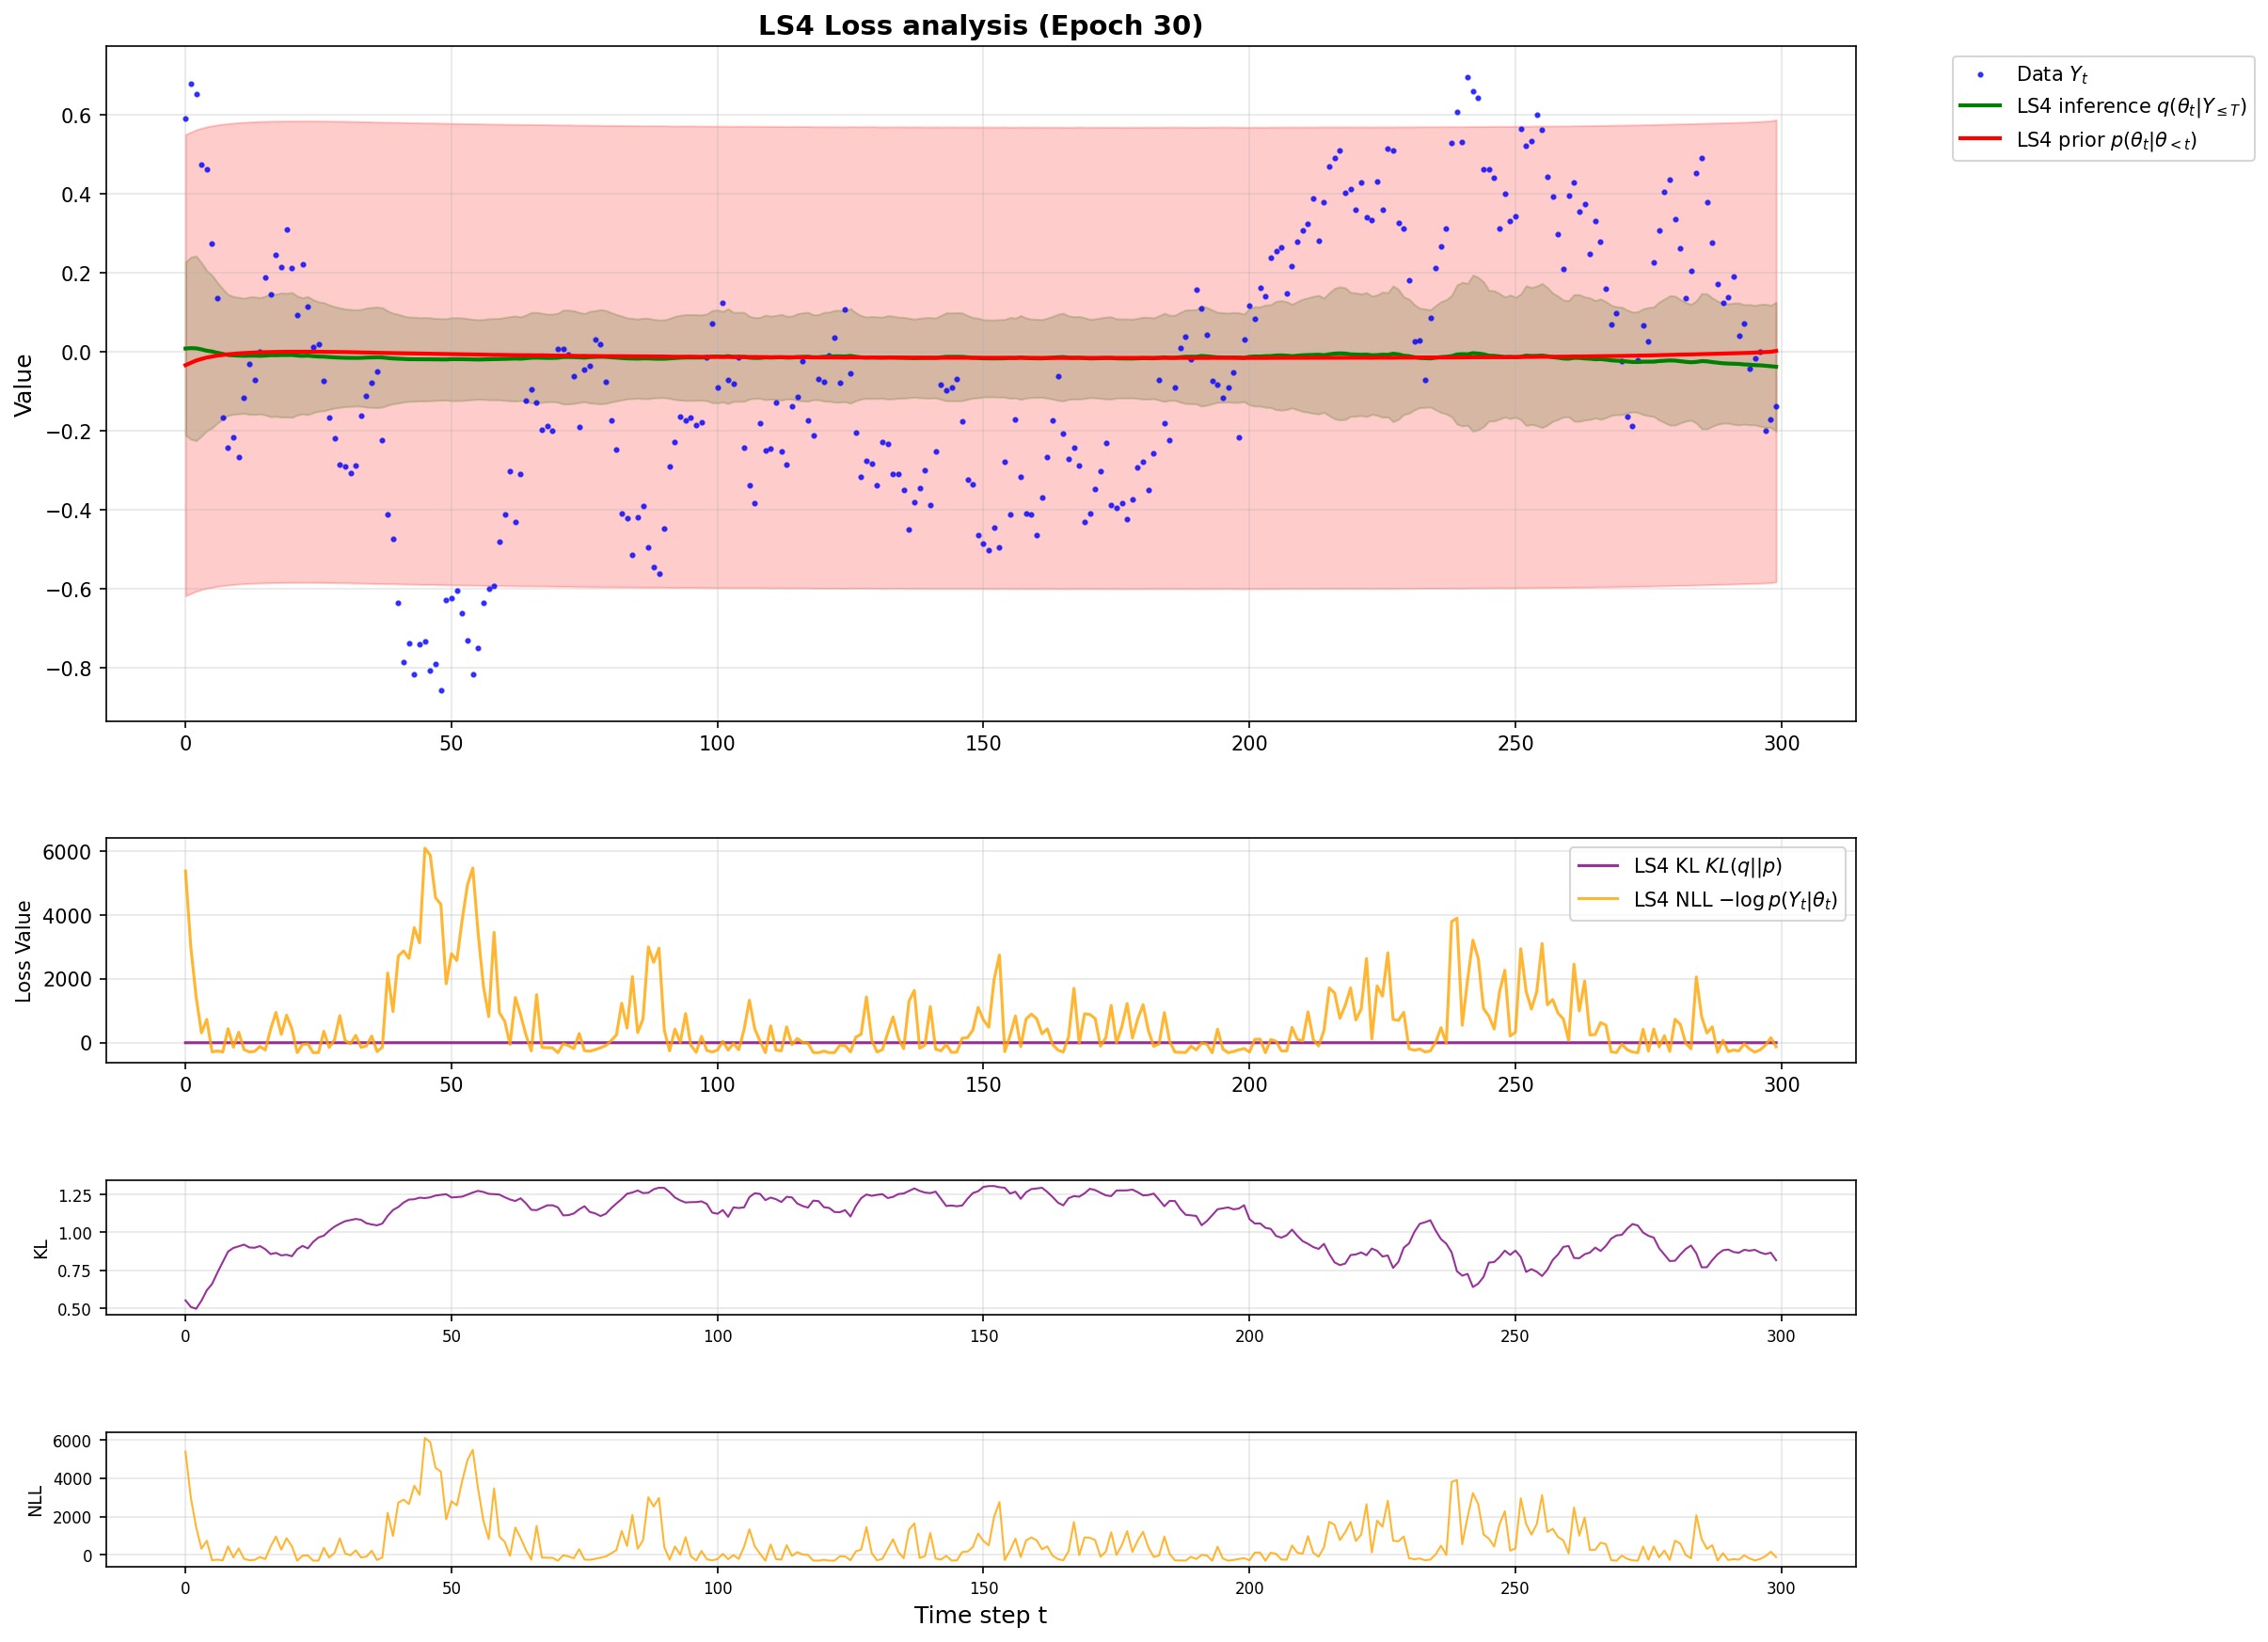 LS4 Loss analysis (Epoch 30)
Data Y_t
LS4 inference q(θ_t|Y_{≤T})
LS4 prior p(θ_t|θ_{<t})
Value
0.6
0.4
0.2
0.0
−0.2
−0.4
−0.6
−0.8
0 50 100 150 200 250 300
LS4 KL KL(q||p)
LS4 NLL −log p(Y_t|θ_t)
Loss Value
6000
4000
2000
0
0 50 100 150 200 250 300
KL
1.25
1.00
0.75
0.50
0 50 100 150 200 250 300
NLL
6000
4000
2000
0
0 50 100 150 200 250 300
Time step t